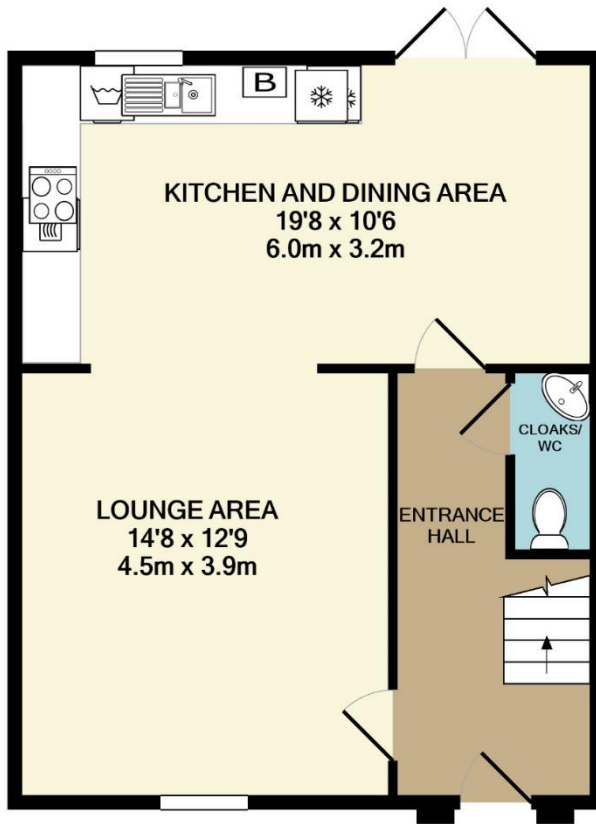 B
KITCHEN AND DINING AREA
19'8 x 10'6
6.0m x 3.2m
CLOAKS/
WC
LOUNGE AREA
14'8 x 12'9
4.5m x 3.9m
ENTRANCE
HALL